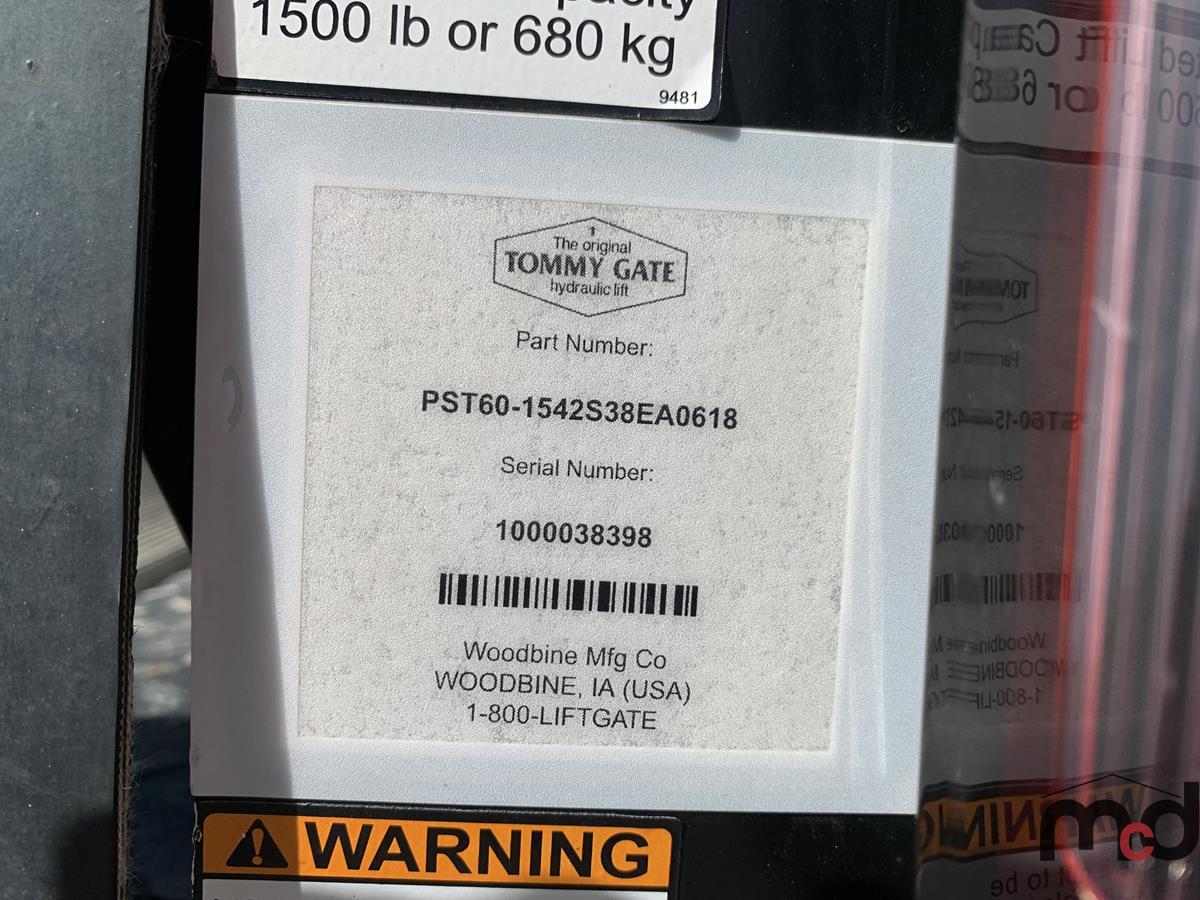 1500 lb or 680 kg
9481
The original
TOMMY GATE
hydraulic lift
Part Number:
PST60-1542S38EA0618
Serial Number:
1000038398
Woodbine Mfg Co
WOODBINE, IA (USA)
1-800-LIFTGATE
WARNING
mcd